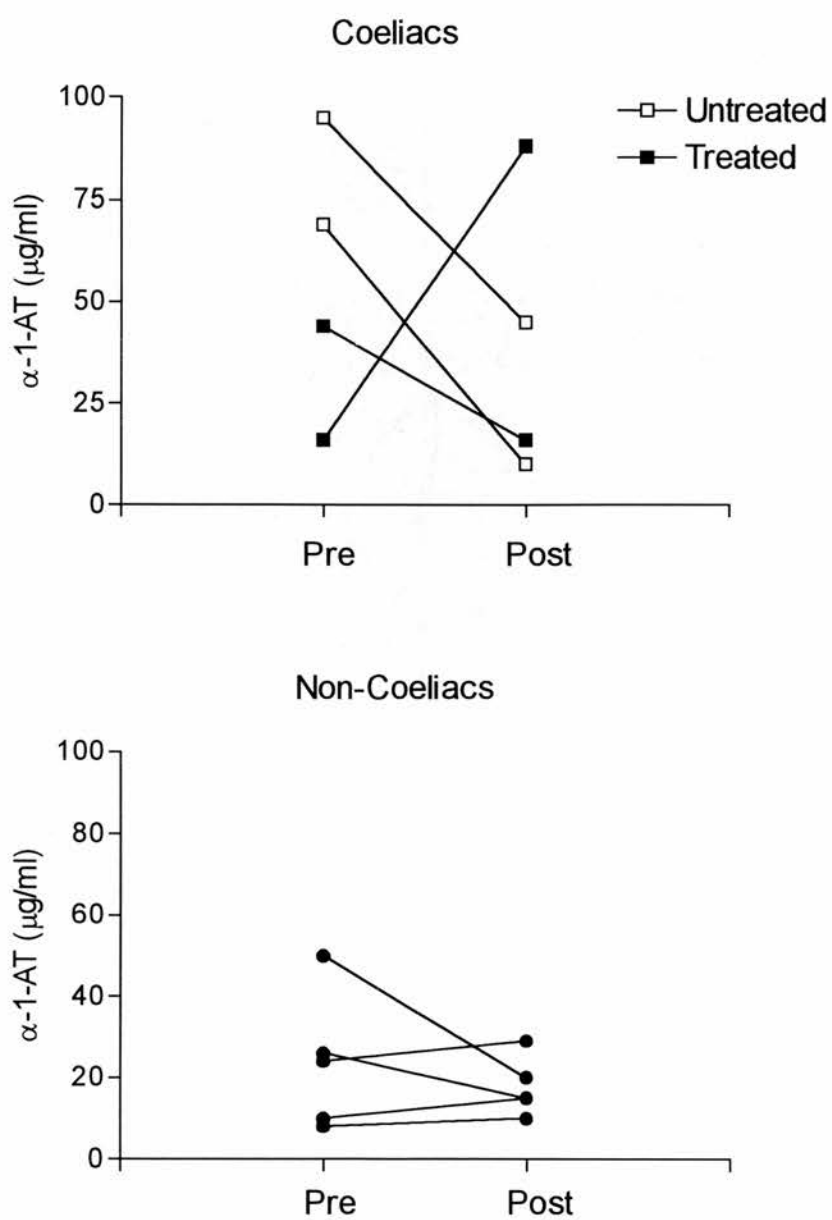 Coeliacs
100
75
50
25
0
α-1-AT (μg/ml)
Untreated
Treated
Pre Post
Non-Coeliacs
100
80
60
40
20
0
α-1-AT (μg/ml)
Pre Post